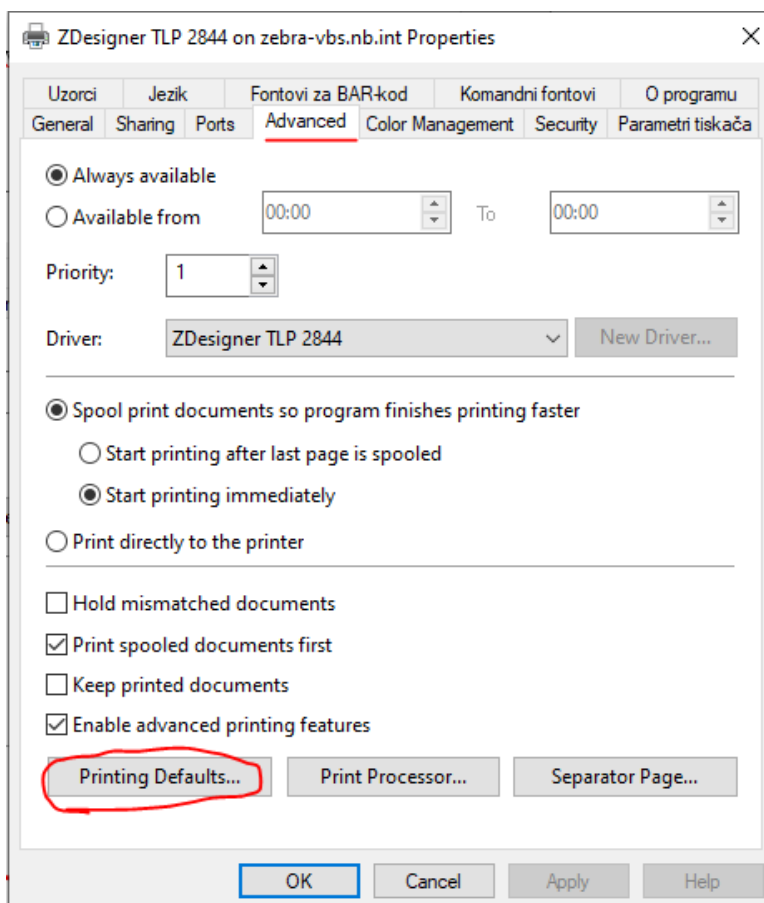 ZDesigner TLP 2844 on zebra-vbs.nb.int Properties
Uzorci Jezik Fontovi za BAR-kod Komandni fontovi O programu
General Sharing Ports Advanced Color Management Security Parametri tiskača
Always available
Available from 00:00 To 00:00
Priority: 1
Driver: ZDesigner TLP 2844 New Driver...
Spool print documents so program finishes printing faster
Start printing after last page is spooled
Start printing immediately
Print directly to the printer
Hold mismatched documents
Print spooled documents first
Keep printed documents
Enable advanced printing features
Printing Defaults... Print Processor... Separator Page...
OK Cancel Apply Help